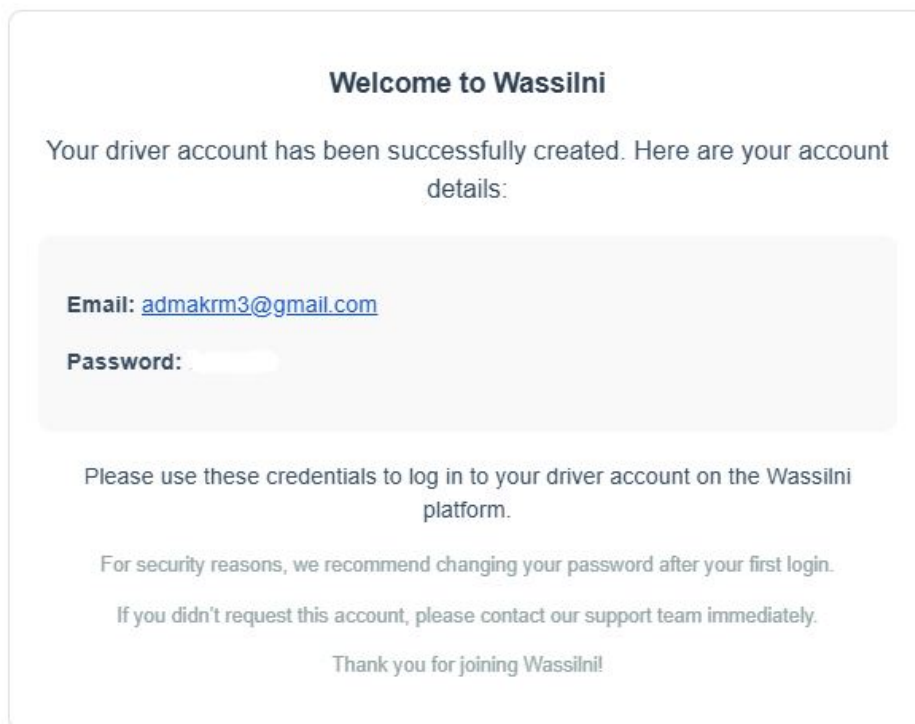 Welcome to Wassilni
Your driver account has been successfully created. Here are your account
details:
Email: admakrm3@gmail.com
Password:
Please use these credentials to log in to your driver account on the Wassilni
platform.
For security reasons, we recommend changing your password after your first login.
If you didn't request this account, please contact our support team immediately.
Thank you for joining Wassilni!